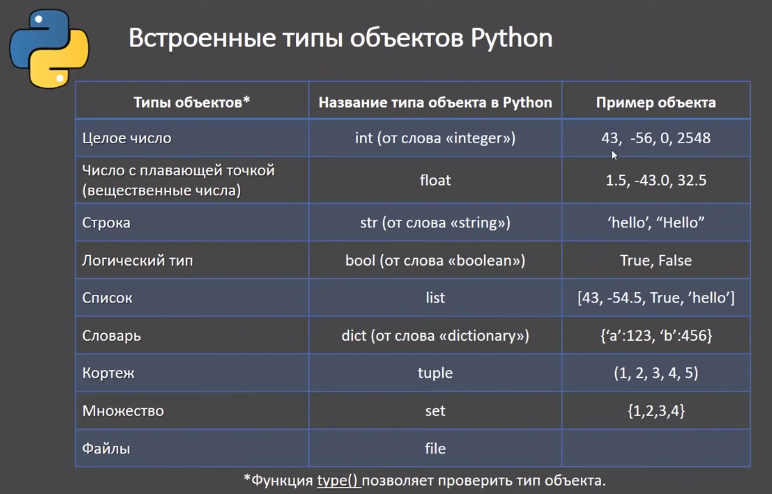 Встроенные типы объектов Python
Типы объектов* Название типа объекта в Python Пример объекта
Целое число int (от слова «integer») 43, -56, 0, 2548
Число с плавающей точкой
(вещественные числа) float 1.5, -43.0, 32.5
Строка str (от слова «string») ‘hello’, “Hello”
Логический тип bool (от слова «boolean») True, False
Список list [43, -54.5, True, ’hello’]
Словарь dict (от слова «dictionary») {‘a’:123, ‘b’:456}
Кортеж tuple (1, 2, 3, 4, 5)
Множество set {1,2,3,4}
Файлы file
*Функция type() позволяет проверить тип объекта.